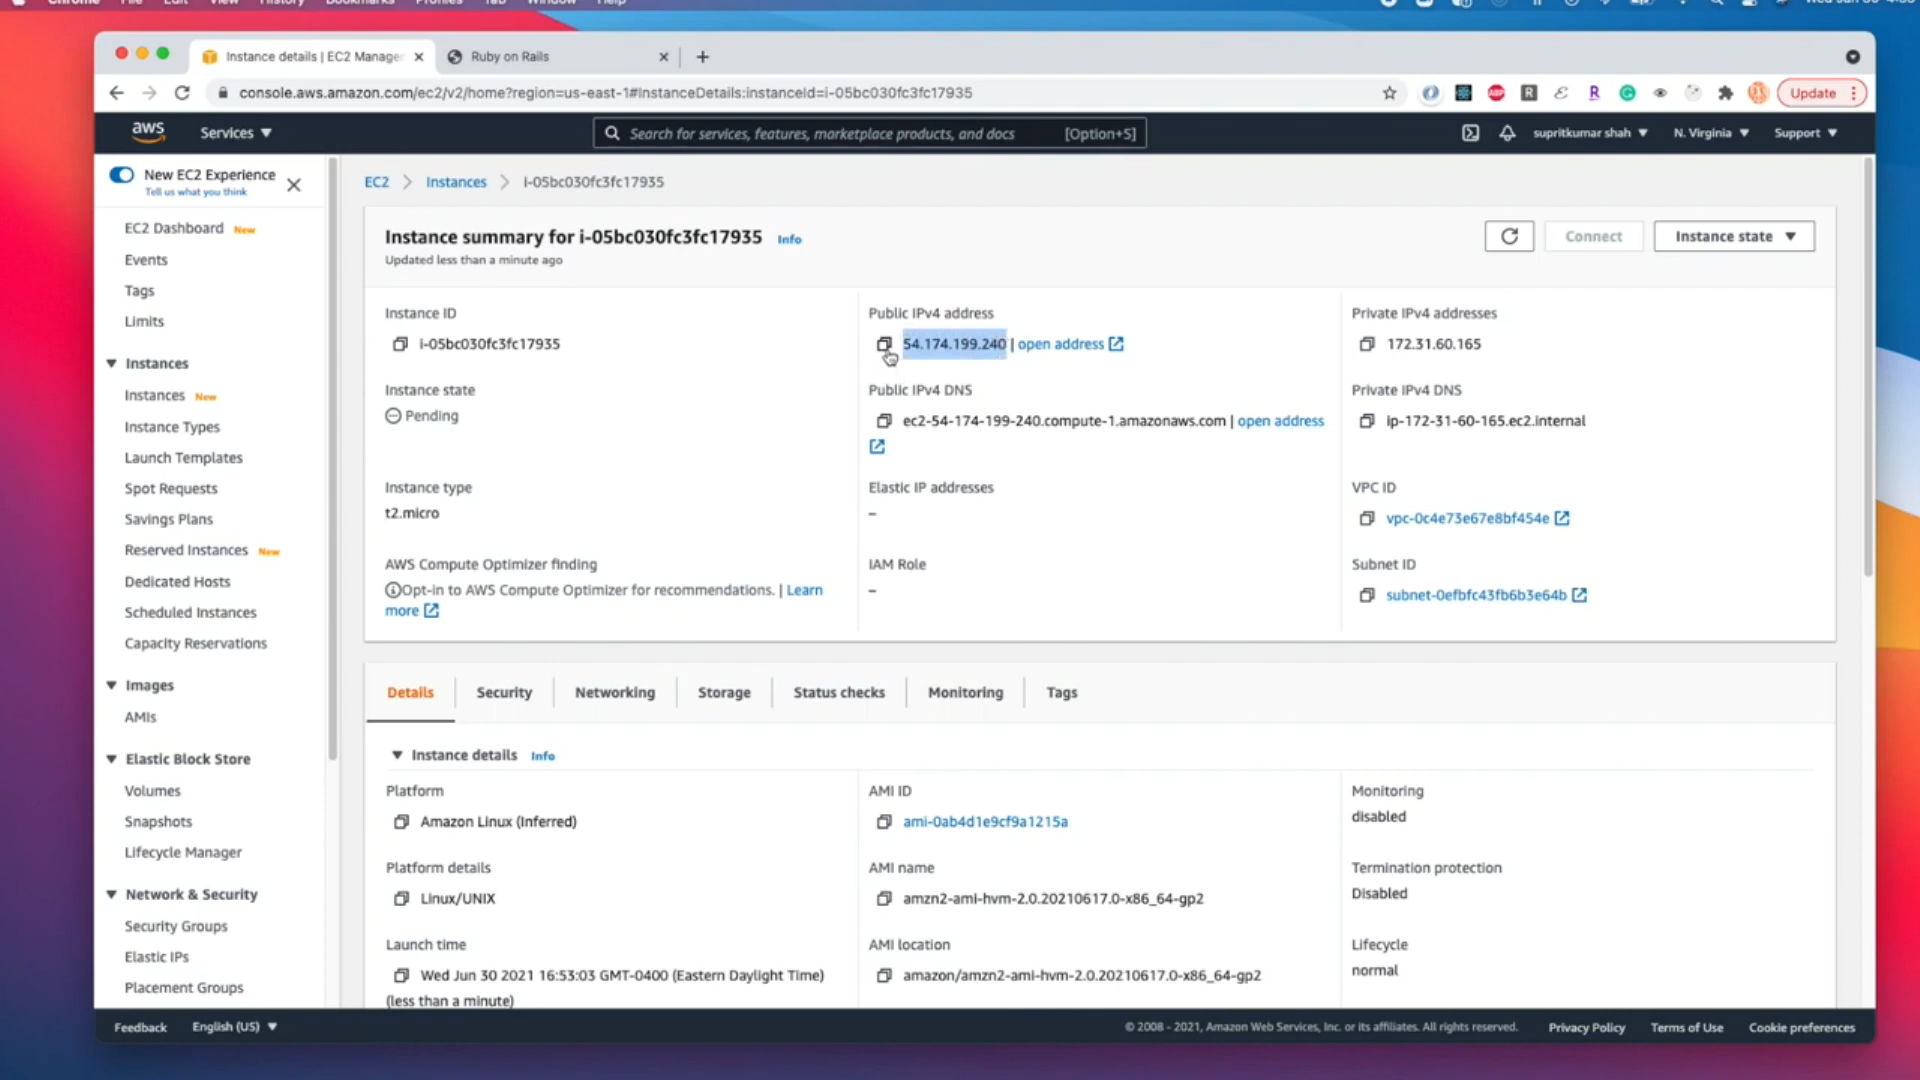 Chrome File Edit View History Bookmarks Profiles Tab Window Help
Instance details | EC2 Manager
Ruby on Rails
console.aws.amazon.com/ec2/v2/home?region=us-east-1#InstanceDetails:instanceId=i-05bc030fc3fc17935
Update
aws
Services
Search for services, features, marketplace products, and docs
[Option+S]
supritkumar shah
N. Virginia
Support
New EC2 Experience
Tell us what you think
EC2 Dashboard New
Events
Tags
Limits
Instances
Instances New
Instance Types
Launch Templates
Spot Requests
Savings Plans
Reserved Instances New
Dedicated Hosts
Scheduled Instances
Capacity Reservations
Images
AMIs
Elastic Block Store
Volumes
Snapshots
Lifecycle Manager
Network & Security
Security Groups
Elastic IPs
Placement Groups
EC2 > Instances > i-05bc030fc3fc17935
Instance summary for i-05bc030fc3fc17935 Info
Updated less than a minute ago
Connect
Instance state
Instance ID
i-05bc030fc3fc17935
Public IPv4 address
54.174.199.240 | open address
Private IPv4 addresses
172.31.60.165
Instance state
Pending
Public IPv4 DNS
ec2-54-174-199-240.compute-1.amazonaws.com | open address
Private IPv4 DNS
ip-172-31-60-165.ec2.internal
Instance type
t2.micro
Elastic IP addresses
–
VPC ID
vpc-0c4e73e67e8bf454e
AWS Compute Optimizer finding
Opt-in to AWS Compute Optimizer for recommendations. | Learn
more
IAM Role
–
Subnet ID
subnet-0efbfc43fb6b3e64b
Details
Security
Networking
Storage
Status checks
Monitoring
Tags
Instance details Info
Platform
Amazon Linux (Inferred)
AMI ID
ami-0ab4d1e9cf9a1215a
Monitoring
disabled
Platform details
Linux/UNIX
AMI name
amzn2-ami-hvm-2.0.20210617.0-x86_64-gp2
Termination protection
Disabled
Launch time
Wed Jun 30 2021 16:53:03 GMT-0400 (Eastern Daylight Time)
(less than a minute)
AMI location
amazon/amzn2-ami-hvm-2.0.20210617.0-x86_64-gp2
Lifecycle
normal
Feedback
English (US)
© 2008 - 2021, Amazon Web Services, Inc. or its affiliates. All rights reserved.
Privacy Policy
Terms of Use
Cookie preferences